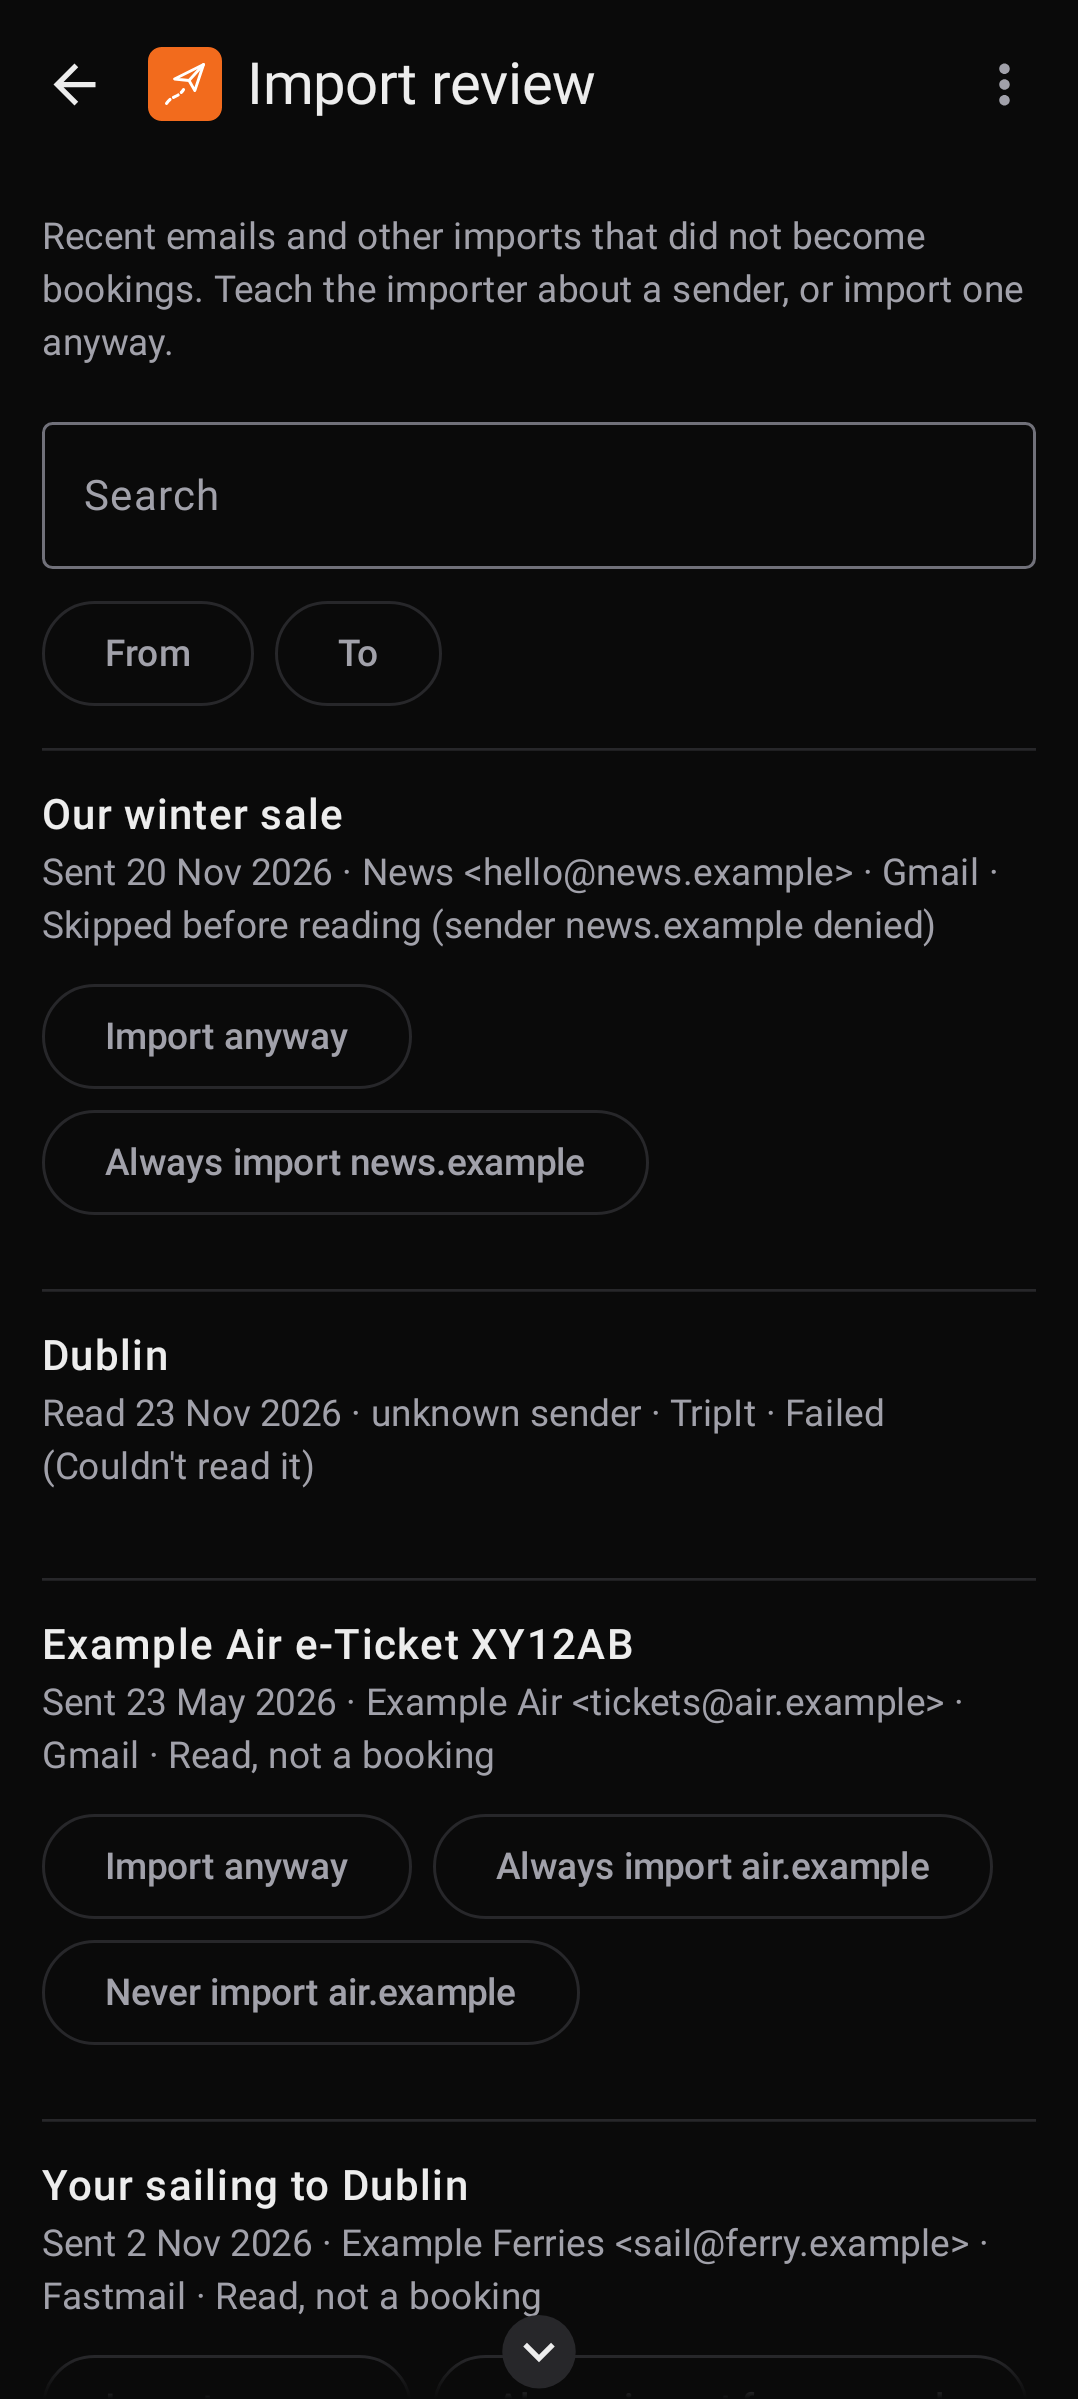 Import review
Recent emails and other imports that did not become
bookings. Teach the importer about a sender, or import one
anyway.
Search
From
To
Our winter sale
Sent 20 Nov 2026 · News <hello@news.example> · Gmail ·
Skipped before reading (sender news.example denied)
Import anyway
Always import news.example
Dublin
Read 23 Nov 2026 · unknown sender · TripIt · Failed
(Couldn't read it)
Example Air e-Ticket XY12AB
Sent 23 May 2026 · Example Air <tickets@air.example> ·
Gmail · Read, not a booking
Import anyway
Always import air.example
Never import air.example
Your sailing to Dublin
Sent 2 Nov 2026 · Example Ferries <sail@ferry.example> ·
Fastmail · Read, not a booking